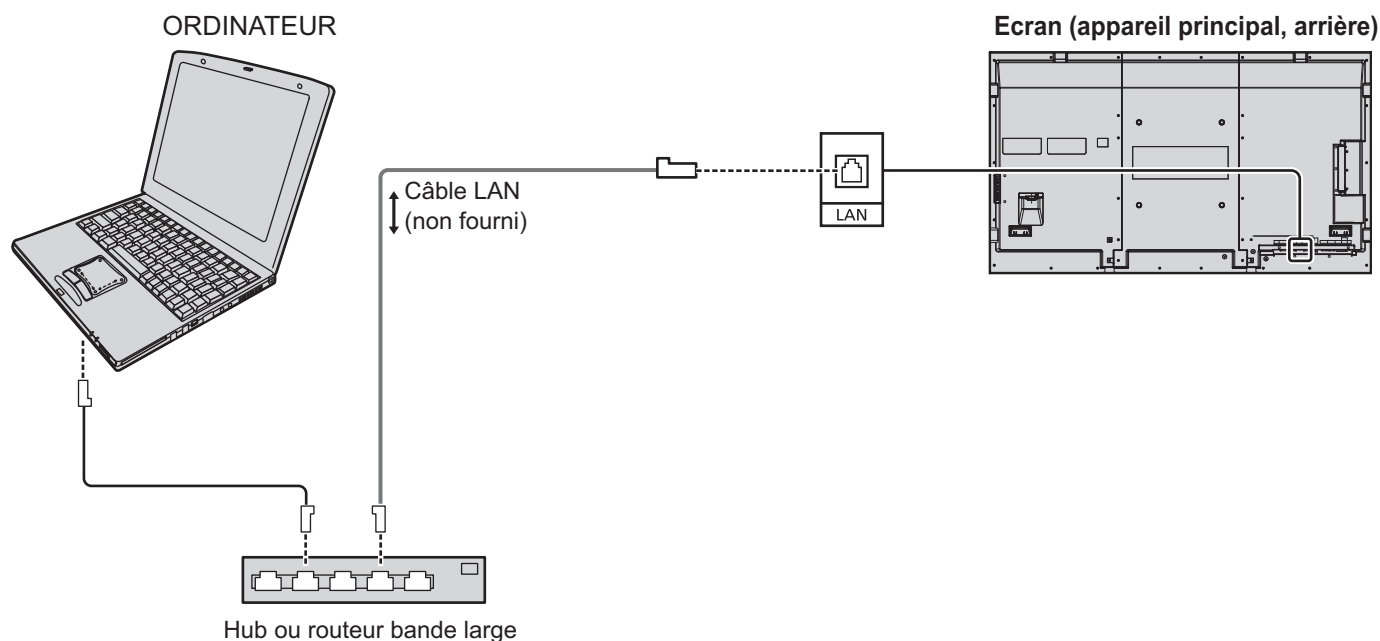 ORDINATEUR
Ecran (appareil principal, arrière)
Câble LAN
(non fourni)
LAN
Hub ou routeur bande large